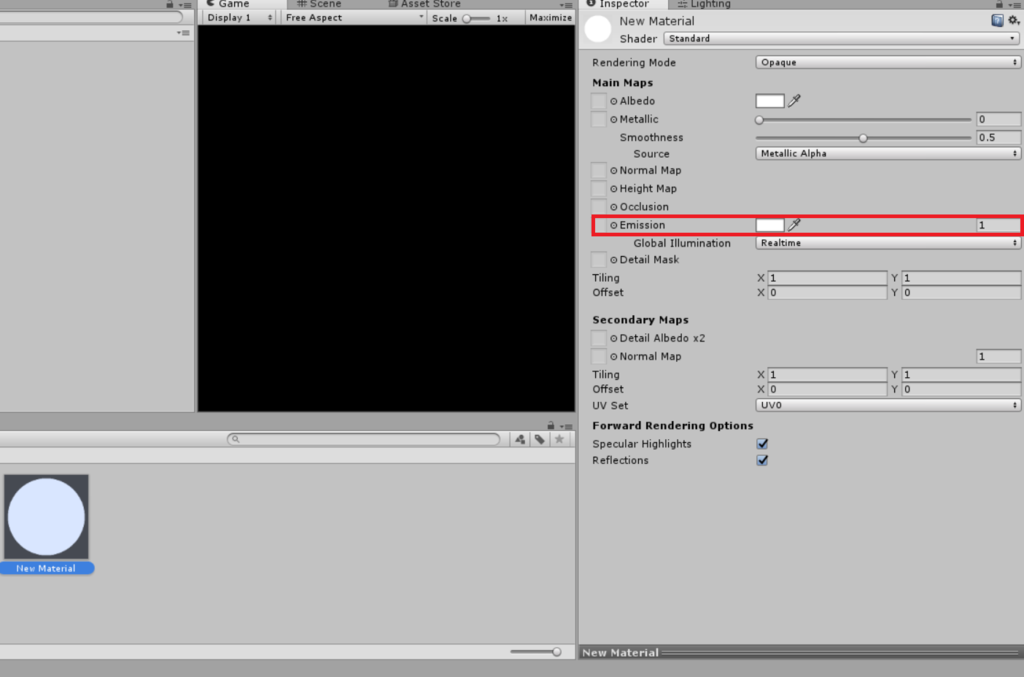 Game Scene Asset Store
Display 1 Free Aspect Scale 1x Maximize
New Material
Inspector Lighting
New Material
Shader Standard
Rendering Mode Opaque
Main Maps
Albedo
Metallic 0
Smoothness 0.5
Source Metallic Alpha
Normal Map
Height Map
Occlusion
Emission 1
Global Illumination Realtime
Detail Mask
Tiling X 1 Y 1
Offset X 0 Y 0
Secondary Maps
Detail Albedo x2
Normal Map 1
Tiling X 1 Y 1
Offset X 0 Y 0
UV Set UV0
Forward Rendering Options
Specular Highlights
Reflections
New Material